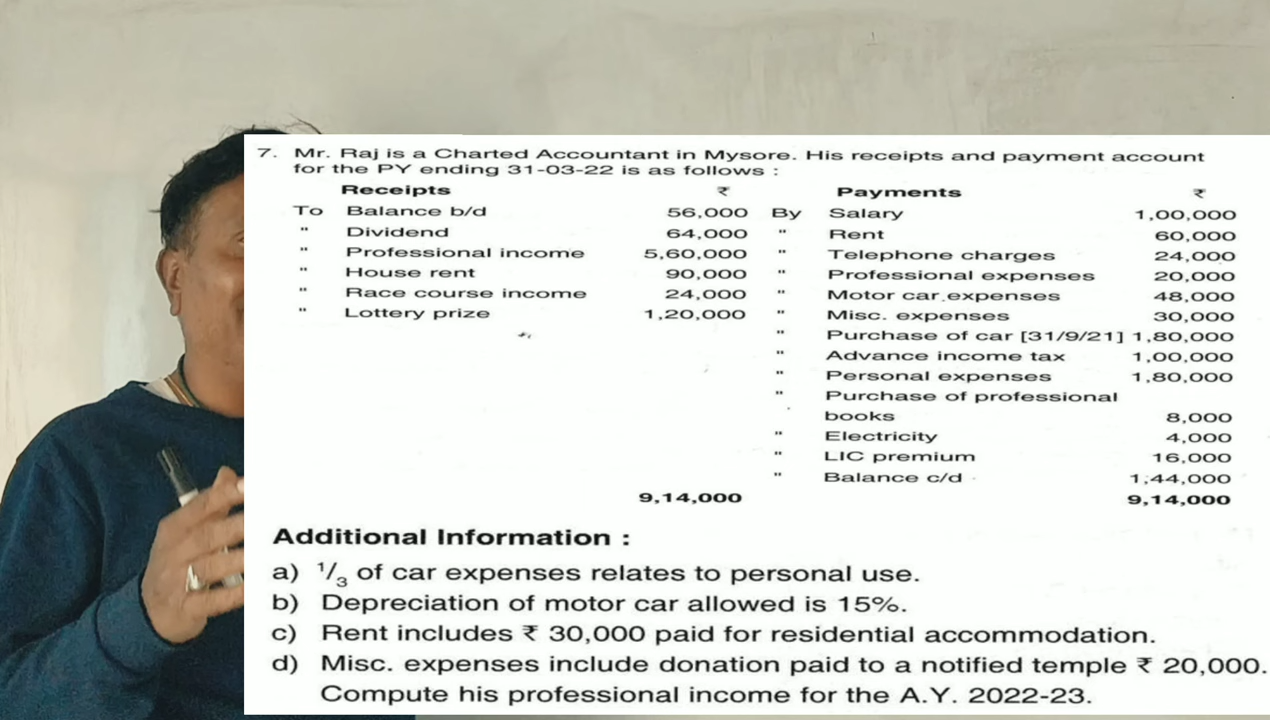 7. Mr. Raj is a Charted Accountant in Mysore. His receipts and payment account
for the PY ending 31-03-22 is as follows :
Receipts ₹ Payments ₹
To Balance b/d 56,000 By Salary 1,00,000
" Dividend 64,000 " Rent 60,000
" Professional income 5,60,000 " Telephone charges 24,000
" House rent 90,000 " Professional expenses 20,000
" Race course income 24,000 " Motor car expenses 48,000
" Lottery prize 1,20,000 " Misc. expenses 30,000
" Purchase of car [31/9/21] 1,80,000
" Advance income tax 1,00,000
" Personal expenses 1,80,000
" Purchase of professional
books 8,000
" Electricity 4,000
" LIC premium 16,000
" Balance c/d 1,44,000
9,14,000 9,14,000
Additional Information :
a) 1/3 of car expenses relates to personal use.
b) Depreciation of motor car allowed is 15%.
c) Rent includes ₹ 30,000 paid for residential accommodation.
d) Misc. expenses include donation paid to a notified temple ₹ 20,000.
Compute his professional income for the A.Y. 2022-23.